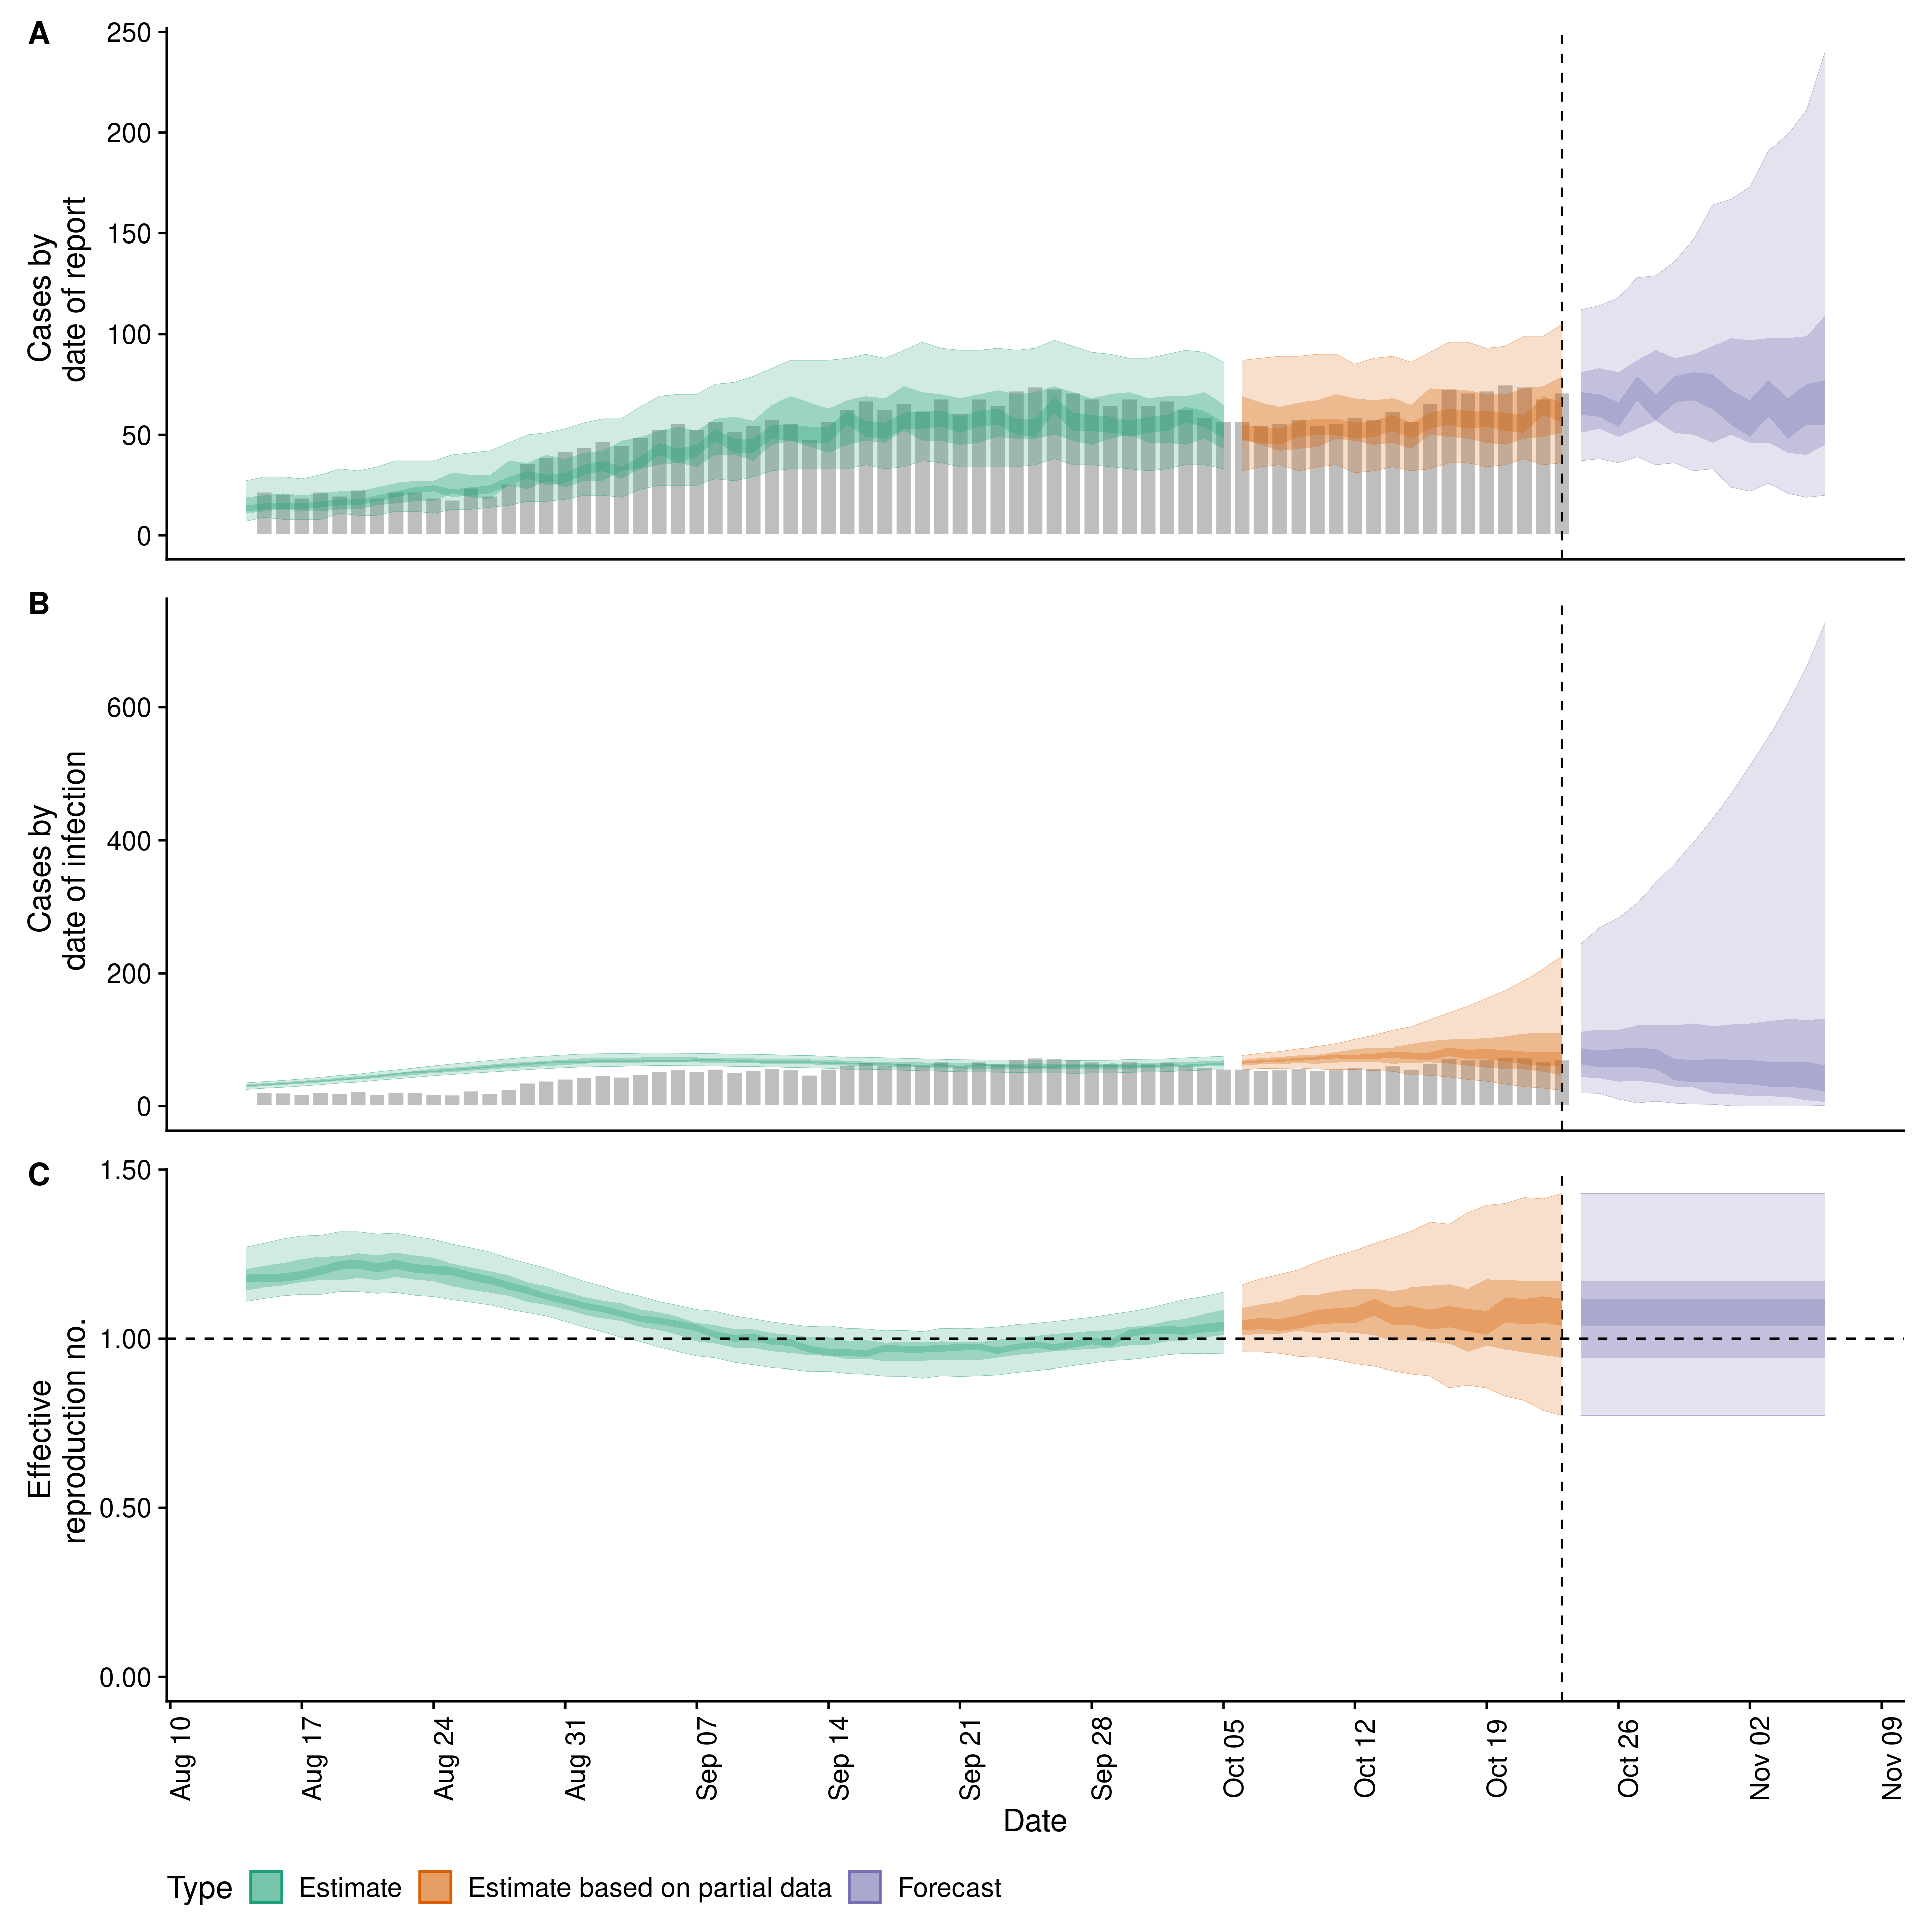 A
250
200
150
100
50
0
Cases by
date of report
B
600
400
200
0
Cases by
date of infection
C
1.50
1.00
0.50
0.00
Effective
reproduction no.
Aug 10
Aug 17
Aug 24
Aug 31
Sep 07
Sep 14
Sep 21
Sep 28
Oct 05
Oct 12
Oct 19
Oct 26
Nov 02
Nov 09
Date
Type Estimate Estimate based on partial data Forecast